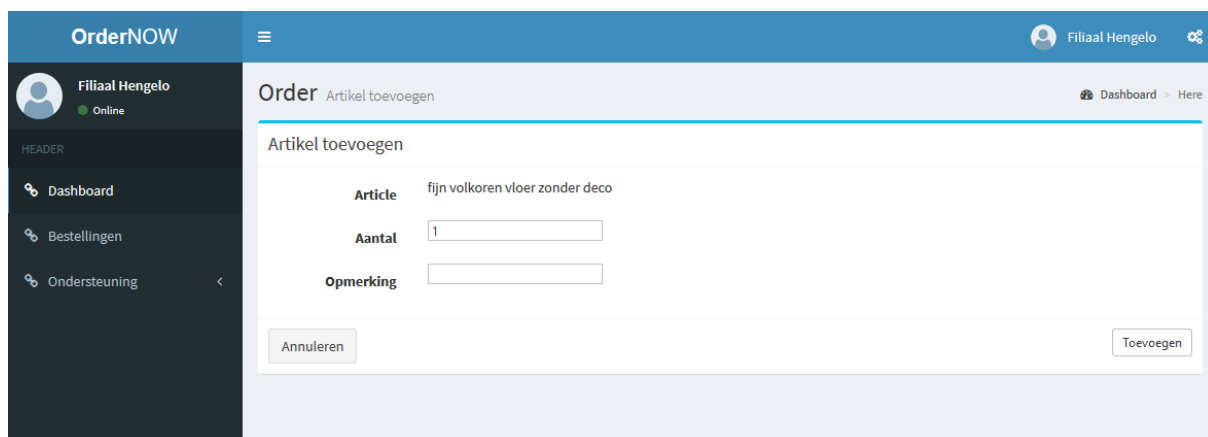 OrderNOW
Filiaal Hengelo
Filiaal Hengelo
Online
HEADER
Dashboard
Bestellingen
Ondersteuning
Order Artikel toevoegen
Dashboard > Here
Artikel toevoegen
Article fijn volkoren vloer zonder deco
Aantal 1
Opmerking
Annuleren
Toevoegen